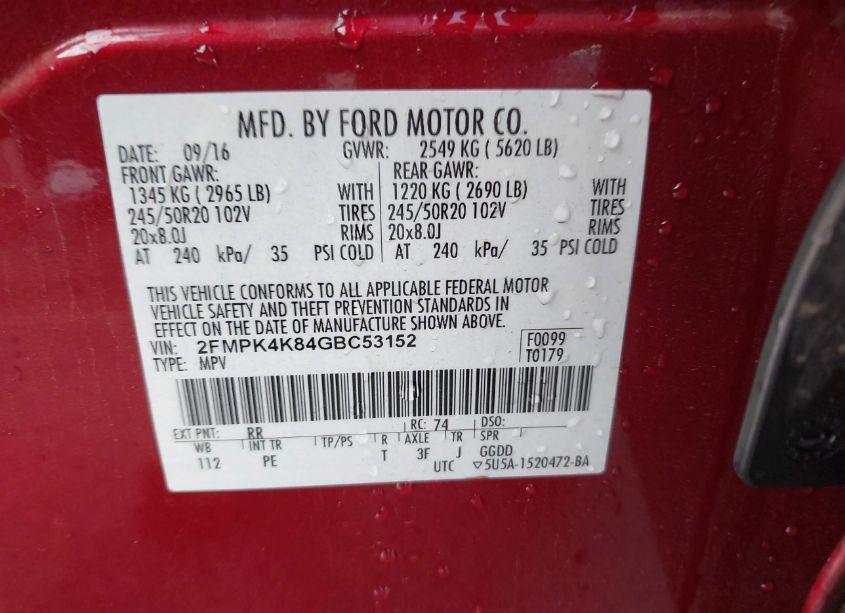 MFD. BY FORD MOTOR CO.
DATE: 09/16 GVWR: 2549 KG ( 5620 LB)
FRONT GAWR: REAR GAWR:
1345 KG ( 2965 LB) WITH 1220 KG ( 2690 LB) WITH
245/50R20 102V TIRES 245/50R20 102V TIRES
20x8.0J RIMS 20x8.0J RIMS
AT 240 kPa/ 35 PSI COLD AT 240 kPa/ 35 PSI COLD
THIS VEHICLE CONFORMS TO ALL APPLICABLE FEDERAL MOTOR
VEHICLE SAFETY AND THEFT PREVENTION STANDARDS IN
EFFECT ON THE DATE OF MANUFACTURE SHOWN ABOVE.
VIN: 2FMPK4K84GBC53152 F0099
TYPE: MPV T0179
EXT PNT: RR RC: 74 DSO:
WB INT TR TP/PS R AXLE TR SPR
112 PE T 3F J GGDD
UTC ▽5U5A-1520472-BA